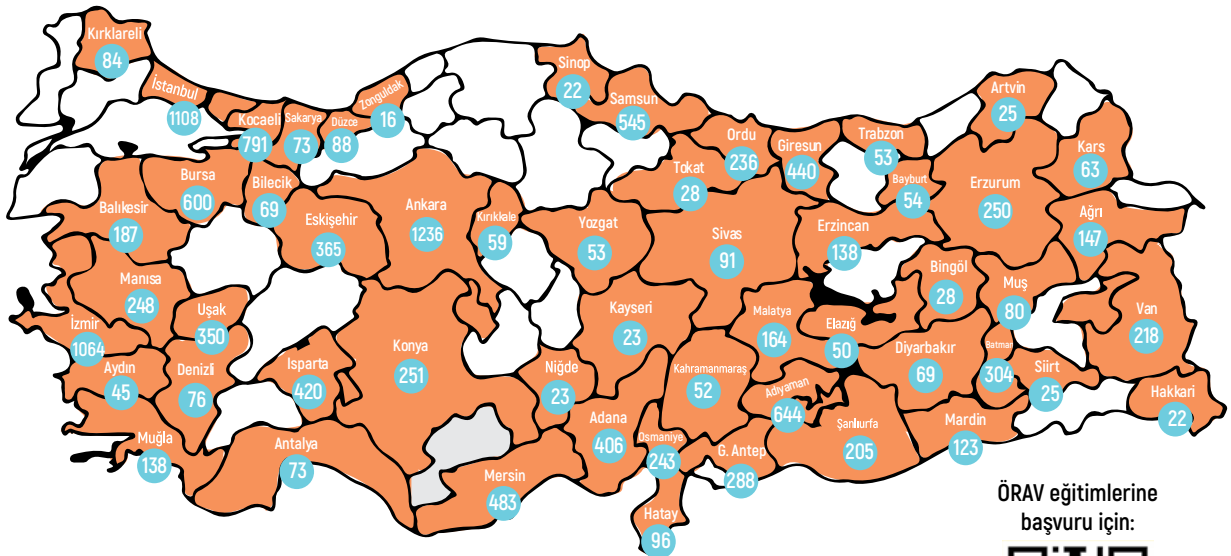 Kırklareli
84
İstanbul
1108
Kocaeli
791
Sakarya
73
Düzce
88
Zonguldak
16
Sinop
22
Samsun
545
Ordu
236
Giresun
440
Trabzon
53
Bayburt
54
Artvin
25
Kars
63
Erzurum
250
Ağrı
147
Tokat
28
Bursa
600
Bilecik
69
Eskişehir
365
Ankara
1236
Kırıkkale
59
Yozgat
53
Sivas
91
Erzincan
138
Bingöl
28
Muş
80
Van
218
Balıkesir
187
Manisa
248
Uşak
350
İzmir
1064
Aydın
45
Denizli
76
Isparta
420
Konya
251
Kayseri
23
Niğde
23
Malatya
164
Elazığ
50
Diyarbakır
69
Batman
304
Siirt
25
Hakkari
22
Kahramanmaraş
52
Adıyaman
644
Şanlıurfa
205
Mardin
123
Muğla
138
Antalya
73
Mersin
483
Adana
406
Osmaniye
243
G. Antep
288
Hatay
96
ÖRAV eğitimlerine
başvuru için: